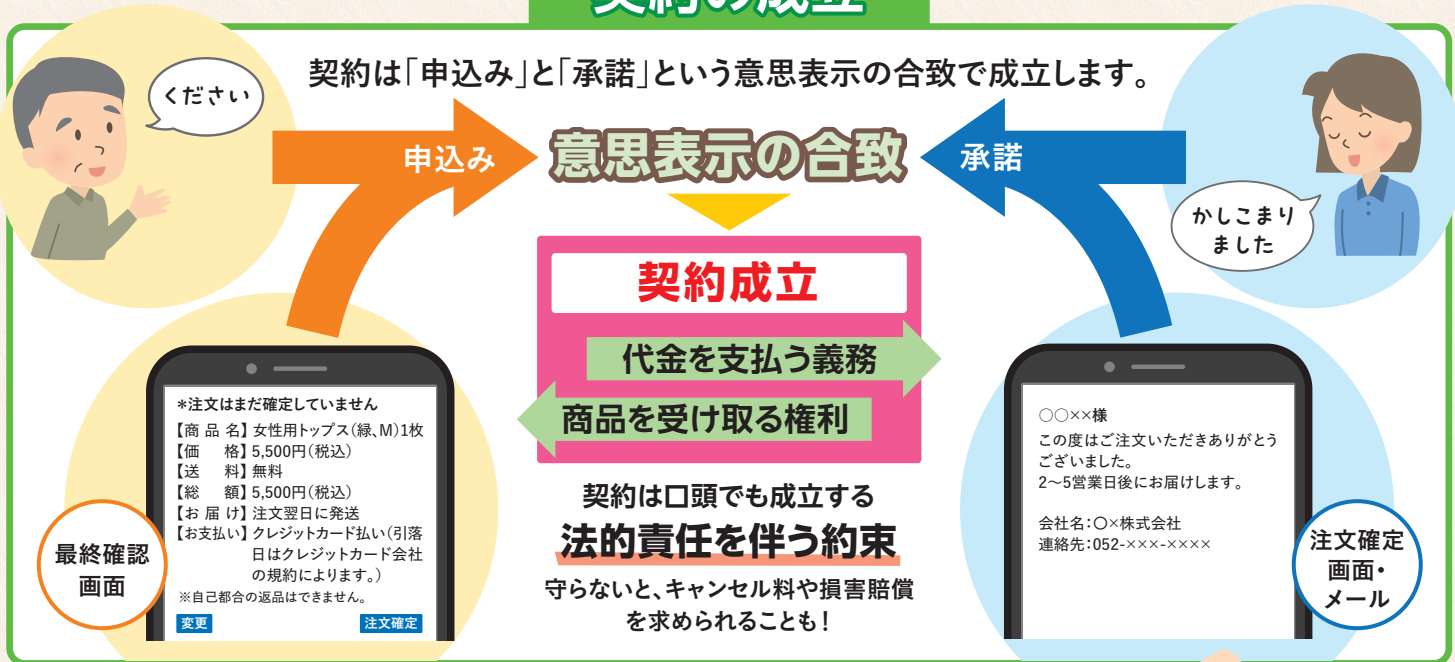 契約の成立
契約は「申込み」と「承諾」という意思表示の合致で成立します。
ください
申込み
意思表示の合致
承諾
かしこまり
ました
契約成立
代金を支払う義務
商品を受け取る権利
契約は口頭でも成立する
法的責任を伴う約束
守らないと、キャンセル料や損害賠償
を求められることも!
*注文はまだ確定していません
【商品名】女性用トップス(緑、M)1枚
【価 格】5,500円(税込)
【送 料】無料
【総 額】5,500円(税込)
【お届け】注文翌日に発送
【お支払い】クレジットカード払い(引落
日はクレジットカード会社
の規約によります。)
※自己都合の返品はできません。
変更 注文確定
最終確認
画面
○○××様
この度はご注文いただきありがとう
ございました。
2〜5営業日後にお届けします。
会社名:○×株式会社
連絡先:052-×××-××××
注文確定
画面・
メール